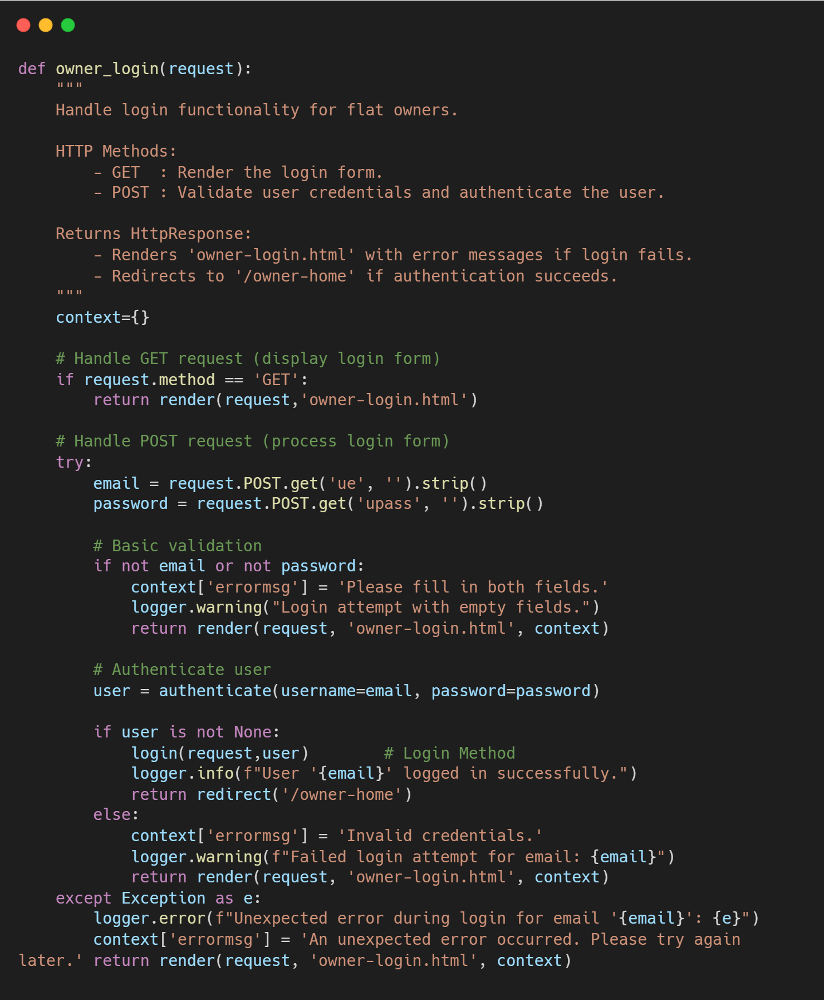 def owner_login(request):
    """
    Handle login functionality for flat owners.

    HTTP Methods:
        - GET  : Render the login form.
        - POST : Validate user credentials and authenticate the user.

    Returns HttpResponse:
        - Renders 'owner-login.html' with error messages if login fails.
        - Redirects to '/owner-home' if authentication succeeds.
    """
    context={}

    # Handle GET request (display login form)
    if request.method == 'GET':
        return render(request,'owner-login.html')

    # Handle POST request (process login form)
    try:
        email = request.POST.get('ue', '').strip()
        password = request.POST.get('upass', '').strip()

        # Basic validation
        if not email or not password:
            context['errormsg'] = 'Please fill in both fields.'
            logger.warning("Login attempt with empty fields.")
            return render(request, 'owner-login.html', context)

        # Authenticate user
        user = authenticate(username=email, password=password)

        if user is not None:
            login(request,user)        # Login Method
            logger.info(f"User '{email}' logged in successfully.")
            return redirect('/owner-home')
        else:
            context['errormsg'] = 'Invalid credentials.'
            logger.warning(f"Failed login attempt for email: {email}")
            return render(request, 'owner-login.html', context)
    except Exception as e:
        logger.error(f"Unexpected error during login for email '{email}': {e}")
        context['errormsg'] = 'An unexpected error occurred. Please try again
later.' return render(request, 'owner-login.html', context)